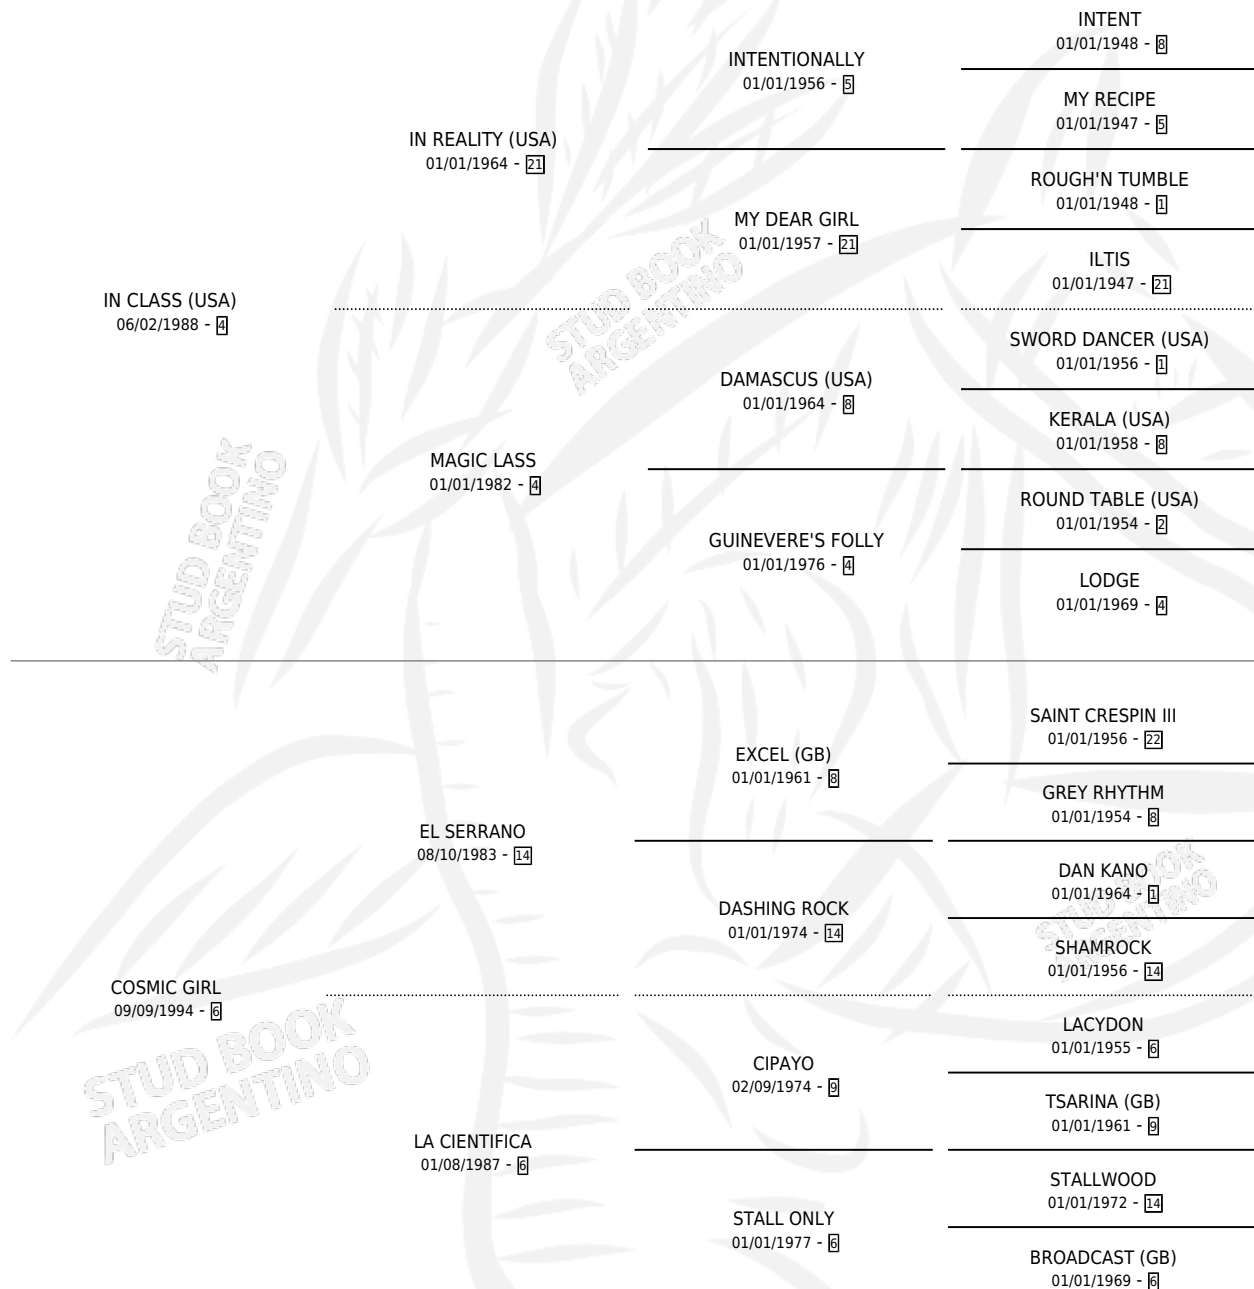 INTENT
01/01/1948 - 8
INTENTIONALLY
01/01/1956 - 5
MY RECIPE
01/01/1947 - 5
IN REALITY (USA)
01/01/1964 - 21
ROUGH'N TUMBLE
01/01/1948 - 1
MY DEAR GIRL
01/01/1957 - 21
ILTIS
01/01/1947 - 21
IN CLASS (USA)
06/02/1988 - 4
SWORD DANCER (USA)
01/01/1956 - 1
DAMASCUS (USA)
01/01/1964 - 8
KERALA (USA)
01/01/1958 - 8
MAGIC LASS
01/01/1982 - 4
ROUND TABLE (USA)
01/01/1954 - 2
GUINEVERE'S FOLLY
01/01/1976 - 4
LODGE
01/01/1969 - 4
SAINT CRESPIN III
01/01/1956 - 22
EXCEL (GB)
01/01/1961 - 8
GREY RHYTHM
01/01/1954 - 8
EL SERRANO
08/10/1983 - 14
DAN KANO
01/01/1964 - 1
DASHING ROCK
01/01/1974 - 14
SHAMROCK
01/01/1956 - 14
COSMIC GIRL
09/09/1994 - 6
LACYDON
01/01/1955 - 6
CIPAYO
02/09/1974 - 9
TSARINA (GB)
01/01/1961 - 9
LA CIENTIFICA
01/08/1987 - 6
STALLWOOD
01/01/1972 - 14
STALL ONLY
01/01/1977 - 6
BROADCAST (GB)
01/01/1969 - 6
STUD BOOK
ARGENTINO
STUD BOOK
ARGENTINO
STUD BOOK
ARGENTINO
STUD BOOK
ARGENTINO